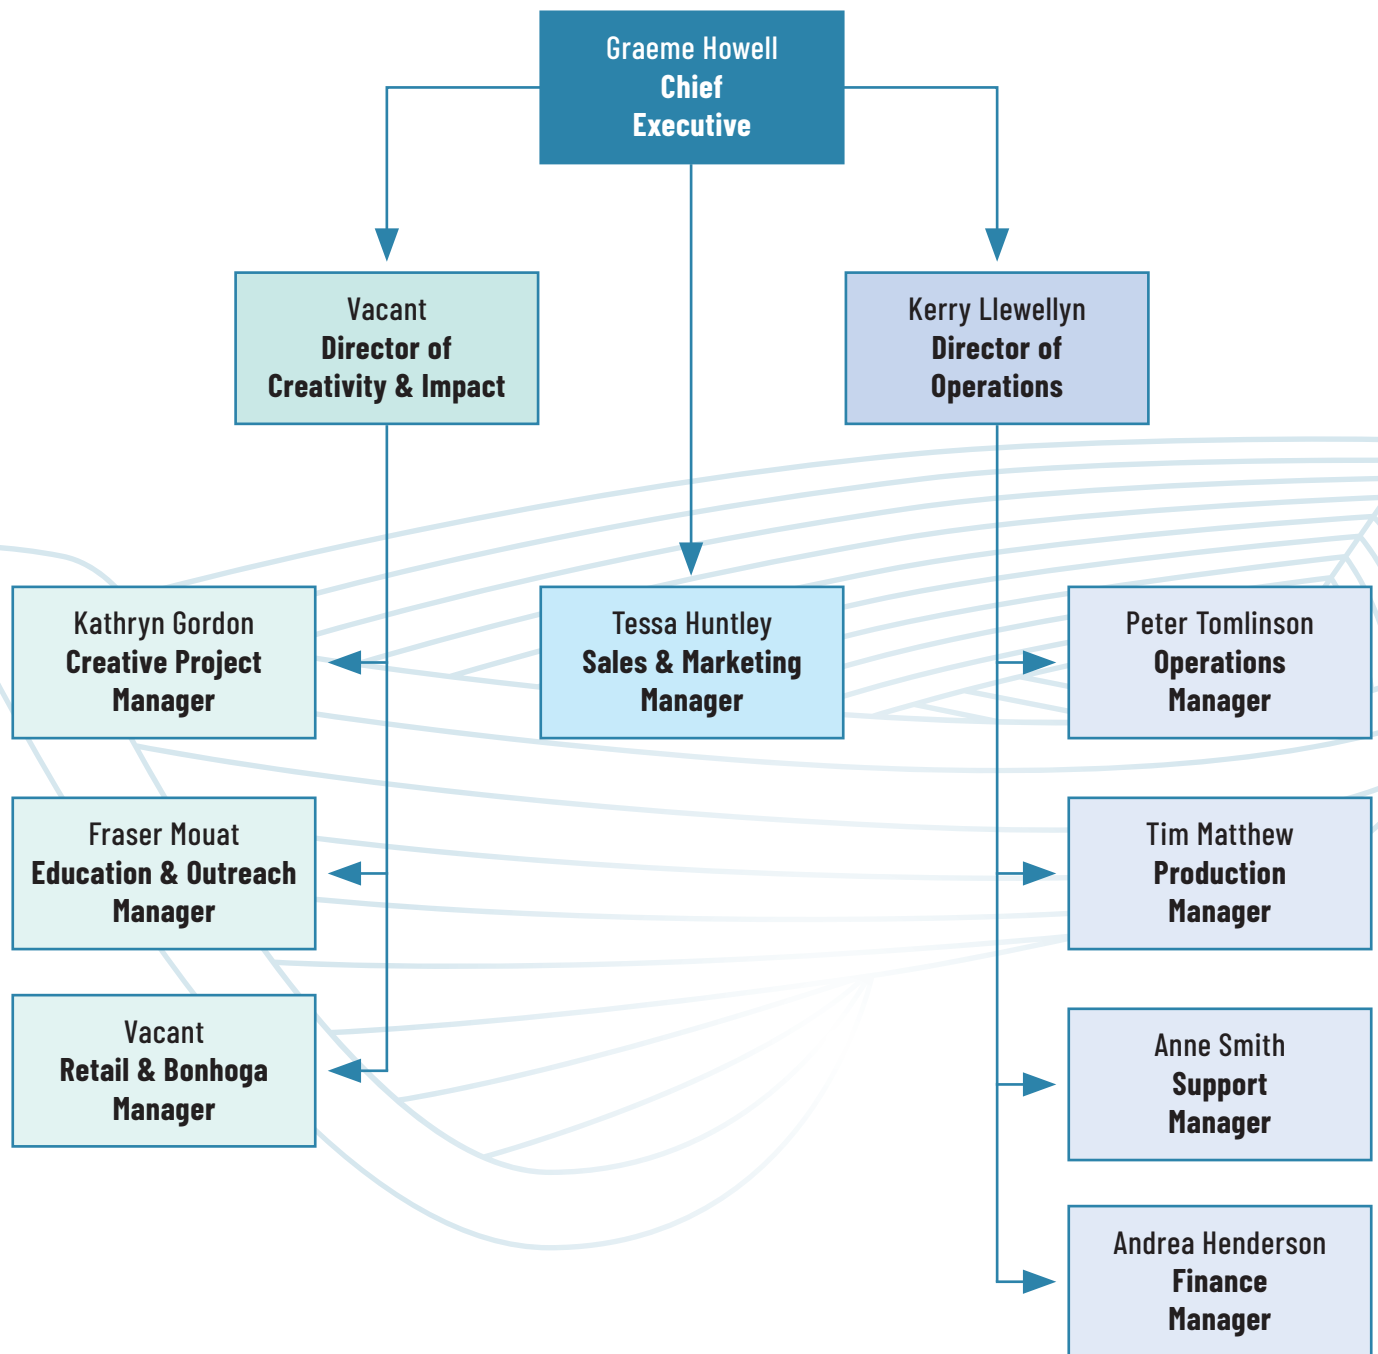 Graeme Howell
Chief
Executive
Vacant
Director of
Creativity & Impact
Kerry Llewellyn
Director of
Operations
Kathryn Gordon
Creative Project
Manager
Tessa Huntley
Sales & Marketing
Manager
Peter Tomlinson
Operations
Manager
Fraser Mouat
Education & Outreach
Manager
Tim Matthew
Production
Manager
Vacant
Retail & Bonhoga
Manager
Anne Smith
Support
Manager
Andrea Henderson
Finance
Manager